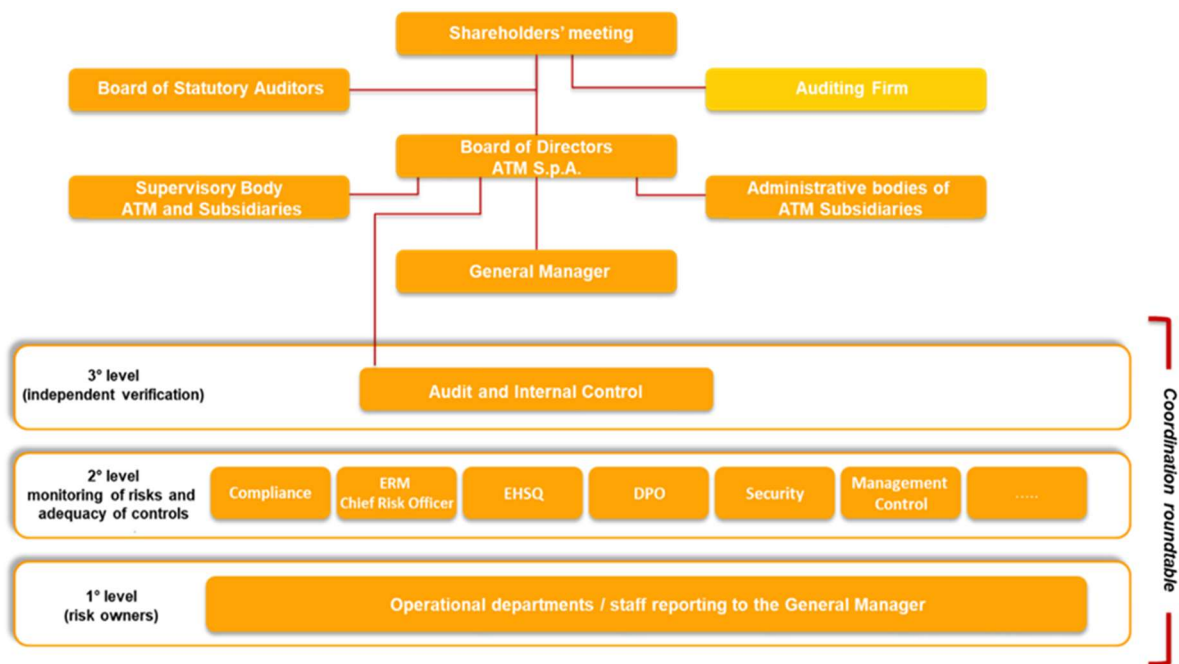 Shareholders' meeting
Board of Statutory Auditors
Auditing Firm
Board of Directors
ATM S.p.A.
Supervisory Body
ATM and Subsidiaries
Administrative bodies of
ATM Subsidiaries
General Manager
3° level
(independent verification)
Audit and Internal Control
2° level
monitoring of risks and
adequacy of controls
Compliance
ERM
Chief Risk Officer
EHSQ
DPO
Security
Management
Control
.....
1° level
(risk owners)
Operational departments / staff reporting to the General Manager
Coordination roundtable